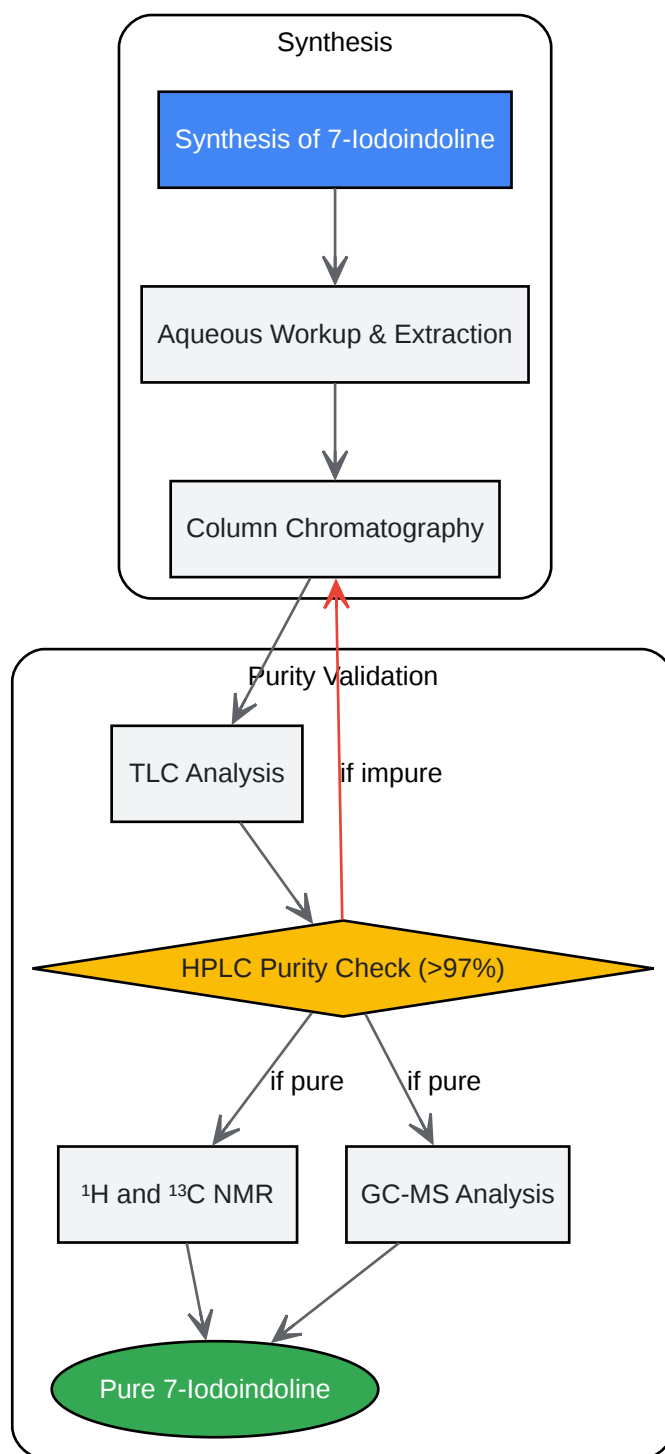 Synthesis
Synthesis of 7-Iodoindoline
Aqueous Workup & Extraction
Column Chromatography
Purity Validation
TLC Analysis
if impure
HPLC Purity Check (>97%)
if pure
if pure
¹H and ¹³C NMR
GC-MS Analysis
Pure 7-Iodoindoline